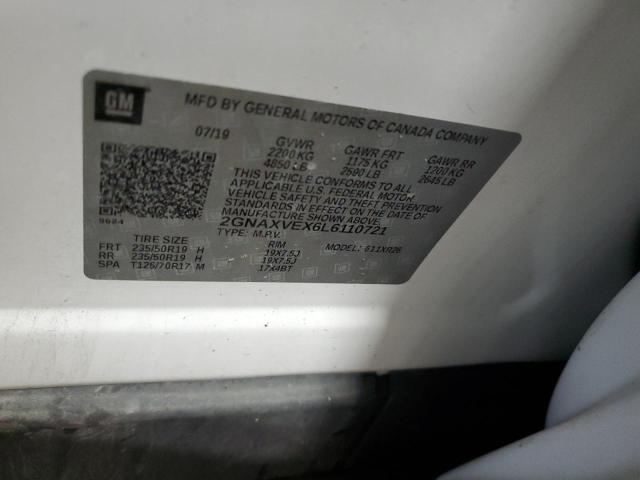 GM
MFD BY GENERAL MOTORS OF CANADA COMPANY
07/19 GVWR GAWR FRT GAWR RR
2200 KG 1175 KG 1200 KG
4850 LB 2590 LB 2645 LB
THIS VEHICLE CONFORMS TO ALL
APPLICABLE U.S. FEDERAL MOTOR
VEHICLE SAFETY AND BUMPER
STANDARDS IN EFFECT ON THE DATE
OF MANUFACTURE SHOWN ABOVE.
9624 2GNAXVEX6L6110721
TYPE: M.P.V. MODEL: 611XR26
TIRE SIZE RIM
FRT 235/50R19 H 19X7.5J
RR 235/50R19 H 19X7.5J
SPA T125/70R17 M 17X4BT